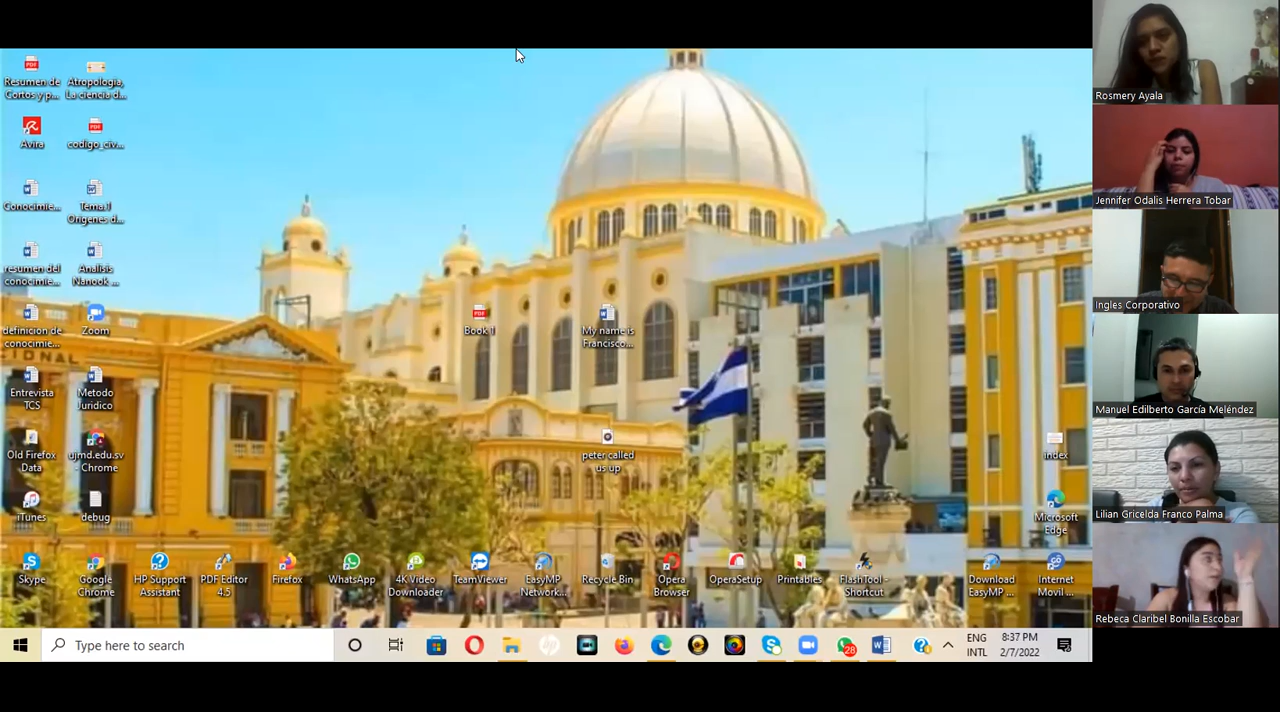 Resumen de
Cortos y p...
Atropologia,
La ciencia d...
Avira
codigo_civ...
Conocimie...
Tema.1
Origenes d...
resumen del
conocimie...
Analisis
Nanook ...
definicion de
conocimie...
Zoom
Book 1
My name is
Francisco...
CIONAL
Entrevista
TCS
Metodo
Juridico
Old Firefox
Data
ujmd.edu.sv
- Chrome
peter called
us up
index
iTunes
debug
Microsoft
Edge
Skype
Google
Chrome
HP Support
Assistant
PDF Editor
4.5
Firefox
WhatsApp
4K Video
Downloader
TeamViewer
EasyMP
Network...
Recycle Bin
Opera
Browser
OperaSetup
Printables
FlashTool -
Shortcut
Download
EasyMP ...
Internet
Movil ...
Type here to search
28
ENG
INTL
8:37 PM
2/7/2022
Rosmery Ayala
Jennifer Odalis Herrera Tobar
Ingles Corporativo
Manuel Edilberto García Meléndez
Lilian Gricelda Franco Palma
Rebeca Claribel Bonilla Escobar